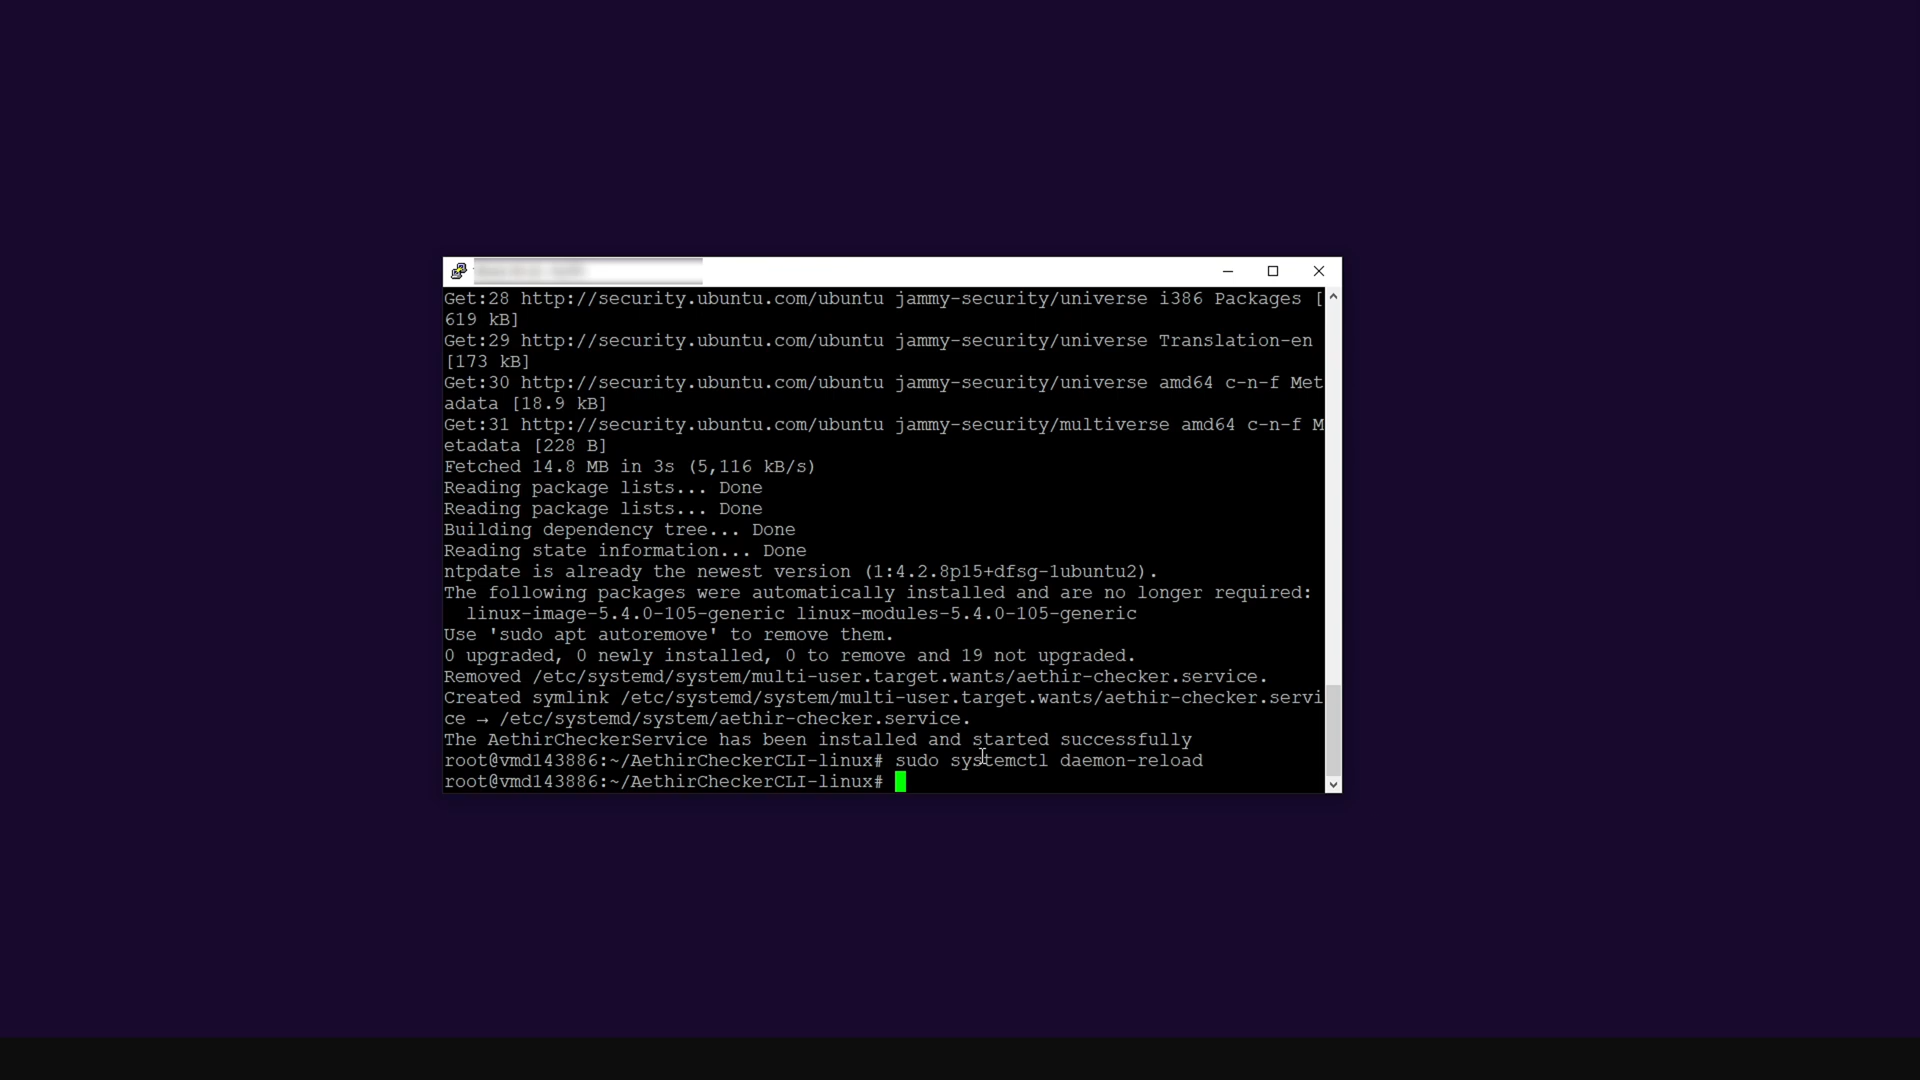 Get:28 http://security.ubuntu.com/ubuntu jammy-security/universe i386 Packages [
619 kB]
Get:29 http://security.ubuntu.com/ubuntu jammy-security/universe Translation-en
[173 kB]
Get:30 http://security.ubuntu.com/ubuntu jammy-security/universe amd64 c-n-f Met
adata [18.9 kB]
Get:31 http://security.ubuntu.com/ubuntu jammy-security/multiverse amd64 c-n-f M
etadata [228 B]
Fetched 14.8 MB in 3s (5,116 kB/s)
Reading package lists... Done
Reading package lists... Done
Building dependency tree... Done
Reading state information... Done
ntpdate is already the newest version (1:4.2.8p15+dfsg-1ubuntu2).
The following packages were automatically installed and are no longer required:
  linux-image-5.4.0-105-generic linux-modules-5.4.0-105-generic
Use 'sudo apt autoremove' to remove them.
0 upgraded, 0 newly installed, 0 to remove and 19 not upgraded.
Removed /etc/systemd/system/multi-user.target.wants/aethir-checker.service.
Created symlink /etc/systemd/system/multi-user.target.wants/aethir-checker.servi
ce → /etc/systemd/system/aethir-checker.service.
The AethirCheckerService has been installed and started successfully
root@vmd143886:~/AethirCheckerCLI-linux# sudo systemctl daemon-reload
root@vmd143886:~/AethirCheckerCLI-linux#